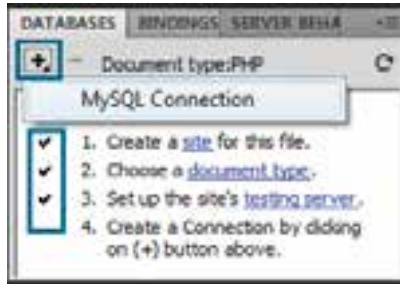 DATABASES BINDINGS SERVER BEHA
Document type:PHP
MySQL Connection
1. Create a site for this file.
2. Choose a document type.
3. Set up the site's testing server.
4. Create a Connection by clicking
on (+) button above.